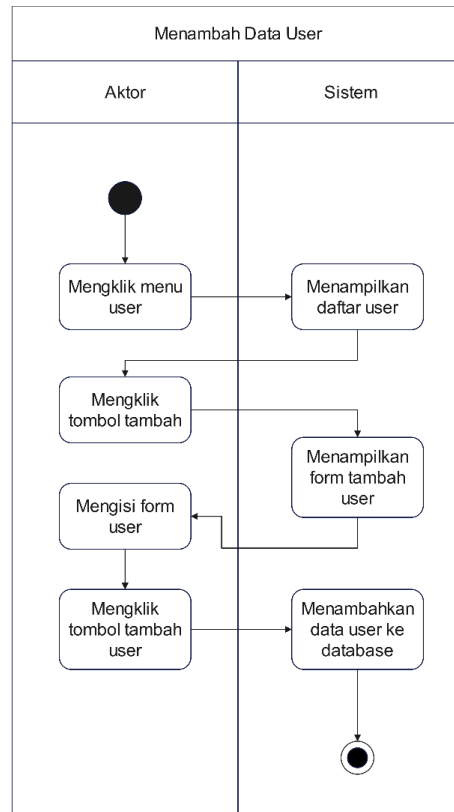 Menambah Data User
Aktor
Sistem
Mengklik menu
user
Menampilkan
daftar user
Mengklik
tombol tambah
Menampilkan
form tambah
user
Mengisi form
user
Mengklik
tombol tambah
user
Menambahkan
data user ke
database